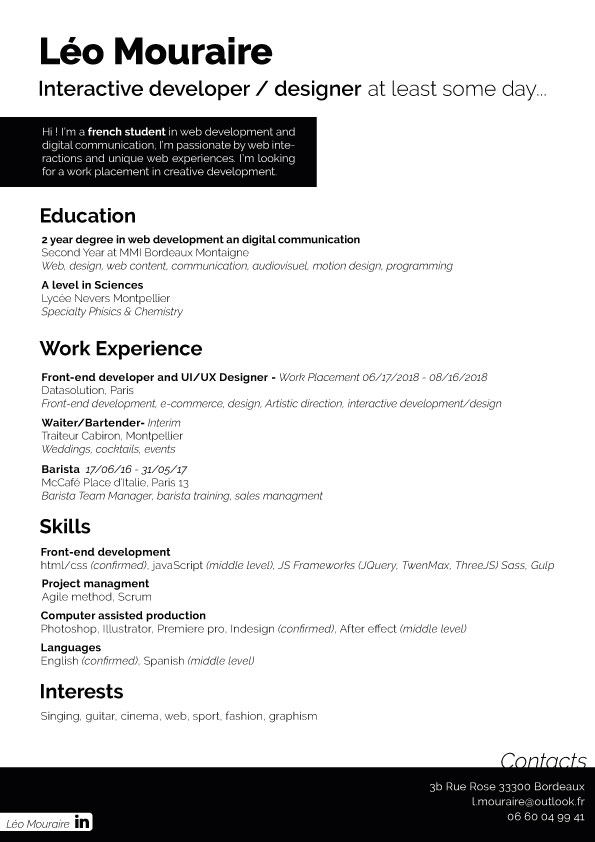 Léo Mouraire
Interactive developer / designer at least some day...
Hi ! I'm a french student in web development and
digital communication, I'm passionate by web inte-
ractions and unique web experiences. I'm looking
for a work placement in creative development.
Education
2 year degree in web development an digital communication
Second Year at MMI Bordeaux Montaigne
Web, design, web content, communication, audiovisuel, motion design, programming
A level in Sciences
Lycée Nevers Montpellier
Specialty Phisics & Chemistry
Work Experience
Front-end developer and UI/UX Designer - Work Placement 06/17/2018 - 08/16/2018
Datasolution, Paris
Front-end development, e-commerce, design, Artistic direction, interactive development/design
Waiter/Bartender- Interim
Traiteur Cabiron, Montpellier
Weddings, cocktails, events
Barista 17/06/16 - 31/05/17
McCafé Place d'Italie, Paris 13
Barista Team Manager, barista training, sales managment
Skills
Front-end development
html/css (confirmed), javaScript (middle level), JS Frameworks (JQuery, TwenMax, ThreeJS) Sass, Gulp
Project managment
Agile method, Scrum
Computer assisted production
Photoshop, Illustrator, Premiere pro, Indesign (confirmed), After effect (middle level)
Languages
English (confirmed), Spanish (middle level)
Interests
Singing, guitar, cinema, web, sport, fashion, graphism
Contacts
3b Rue Rose 33300 Bordeaux
l.mouraire@outlook.fr
06 60 04 99 41
Léo Mouraire in